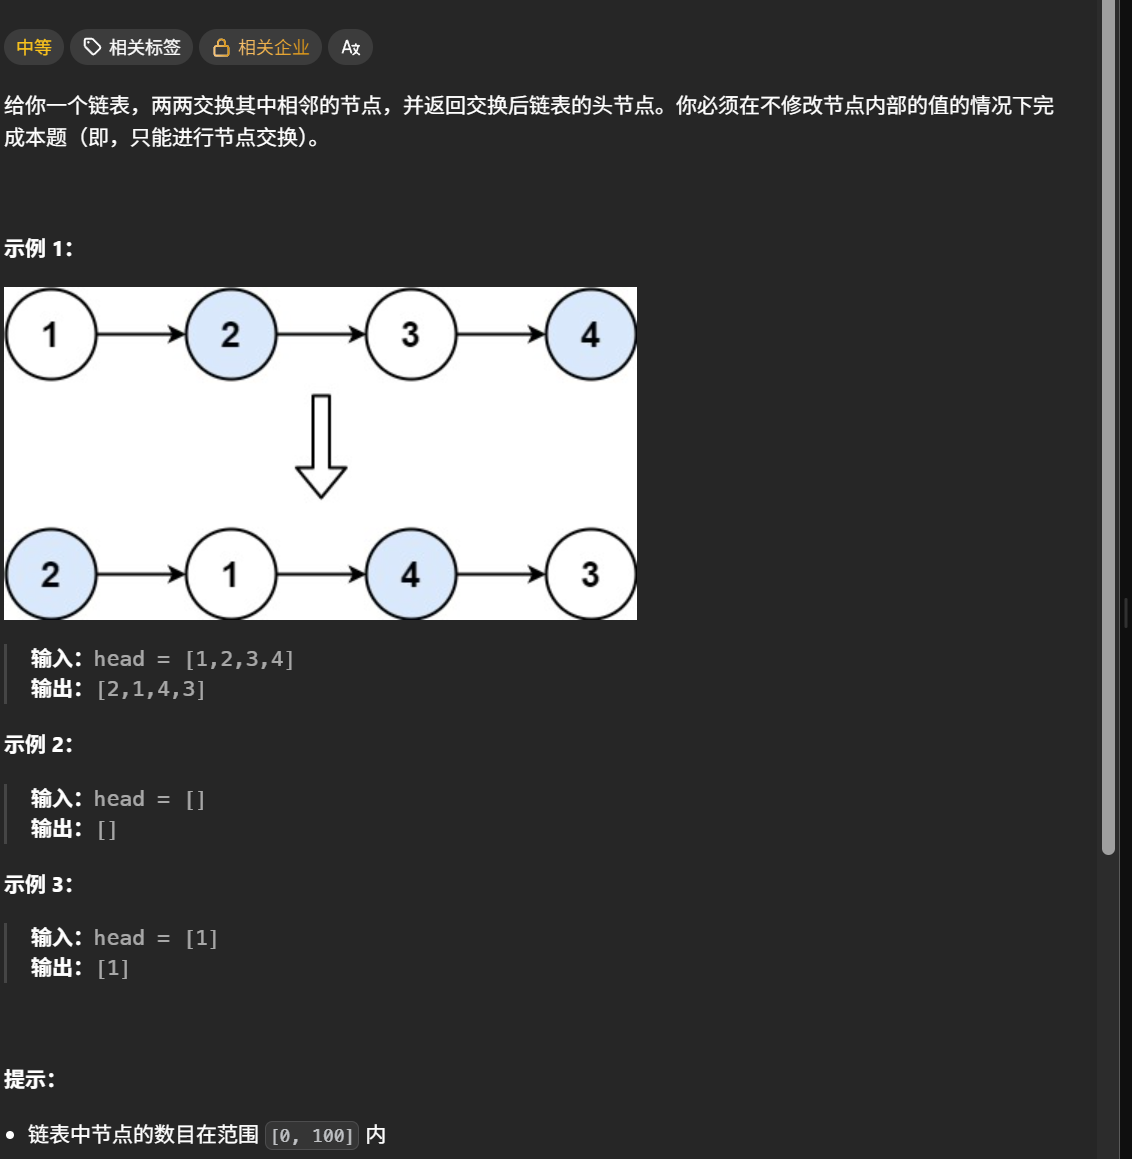 中等 相关标签 相关企业 A文
给你一个链表，两两交换其中相邻的节点，并返回交换后链表的头节点。你必须在不修改节点内部的值的情况下完
成本题（即，只能进行节点交换）。
示例 1：
1 2 3 4
2 1 4 3
输入：head = [1,2,3,4]
输出：[2,1,4,3]
示例 2：
输入：head = []
输出：[]
示例 3：
输入：head = [1]
输出：[1]
提示：
• 链表中节点的数目在范围 [0, 100] 内